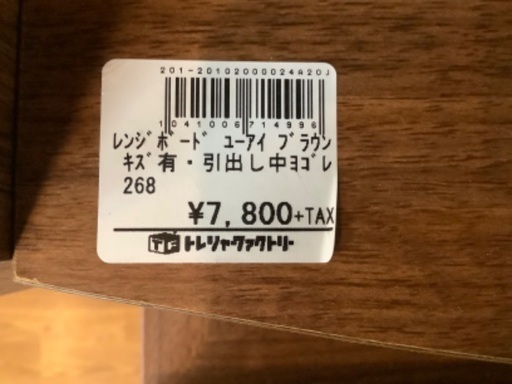 201-20102000024A20J
1041006714996
ﾚﾝｼﾞﾎﾞｰﾄﾞ ﾕｰｱｲ ﾌﾞﾗｳﾝ
ｷｽﾞ有・引出し中ﾖｺﾞﾚ
268
¥7,800+TAX
TF トレジャーファクトリー